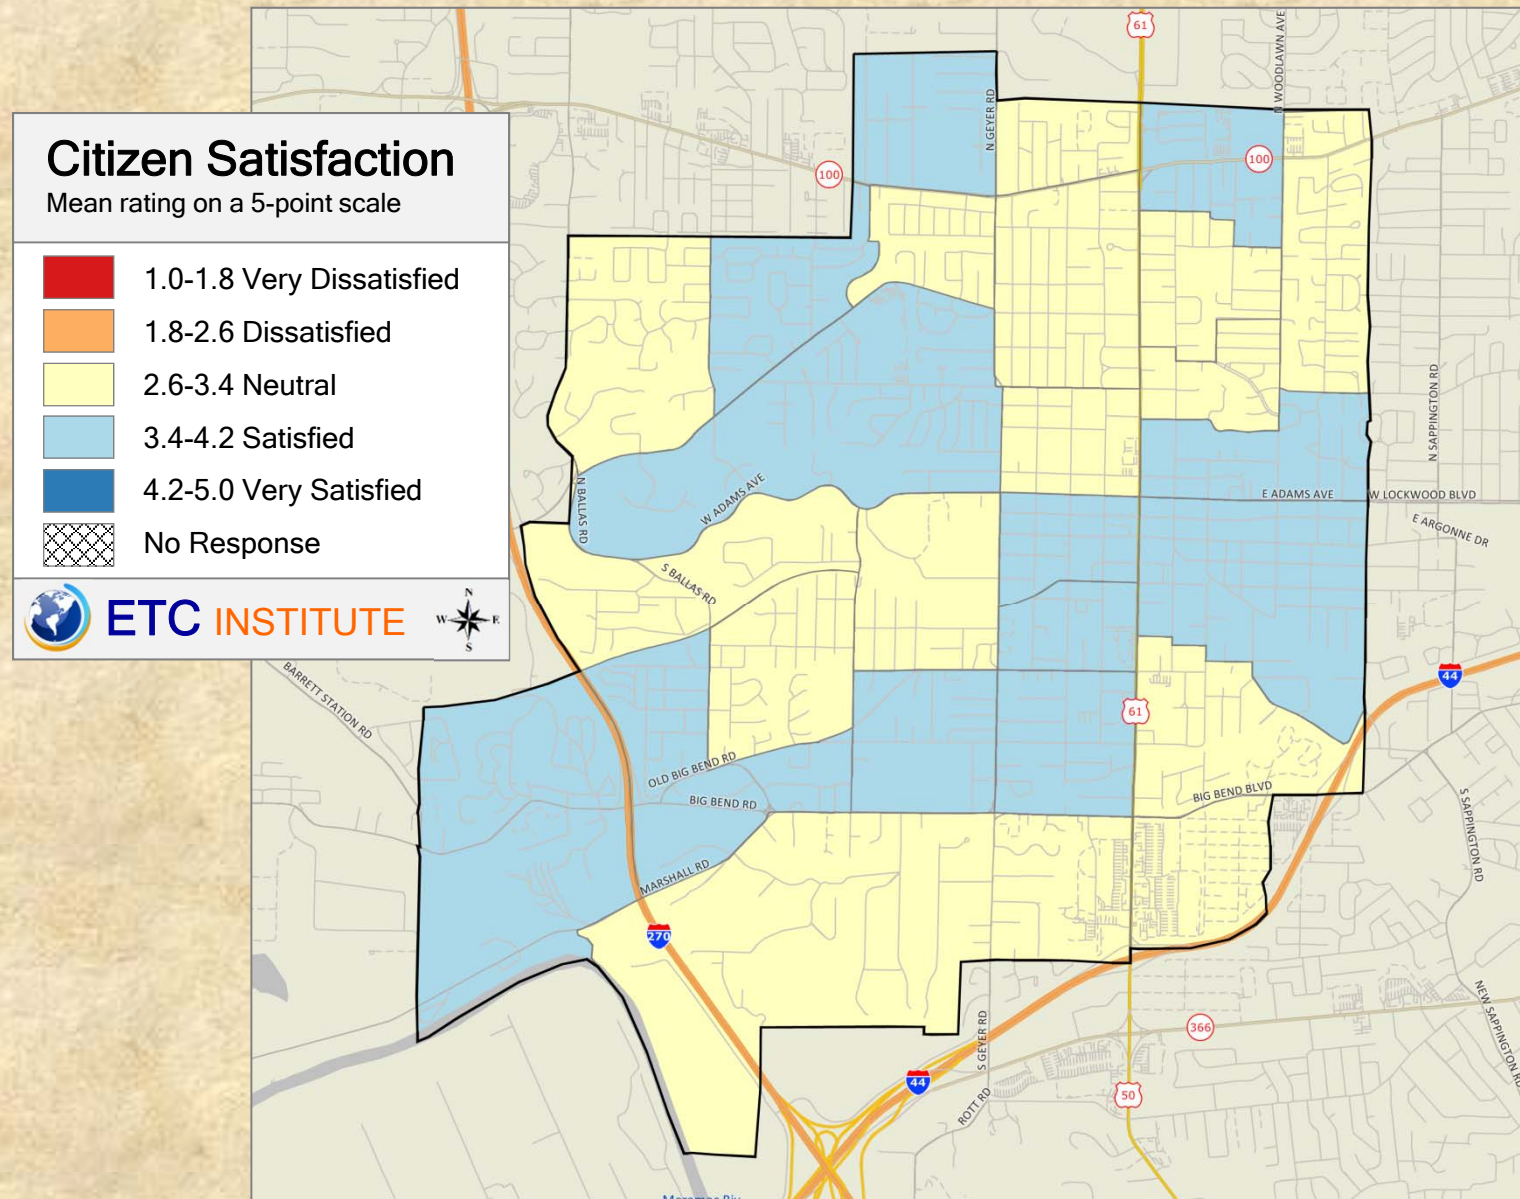 Citizen Satisfaction
Mean rating on a 5-point scale
1.0-1.8 Very Dissatisfied
1.8-2.6 Dissatisfied
2.6-3.4 Neutral
3.4-4.2 Satisfied
4.2-5.0 Very Satisfied
No Response
ETC INSTITUTE
N
W
E
S
61
N WOODLAWN AVE
N GEYER RD
100
100
N SAPPINGTON RD
N BALLAS RD
W ADAMS AVE
E ADAMS AVE
W LOCKWOOD BLVD
E ARGONNE DR
S BALLAS RD
BARRETT STATION RD
44
61
OLD BIG BEND RD
BIG BEND RD
BIG BEND BLVD
S SAPPINGTON RD
MARSHALL RD
270
NEW SAPPINGTON RD
S GEYER RD
366
44
50
ROTT RD